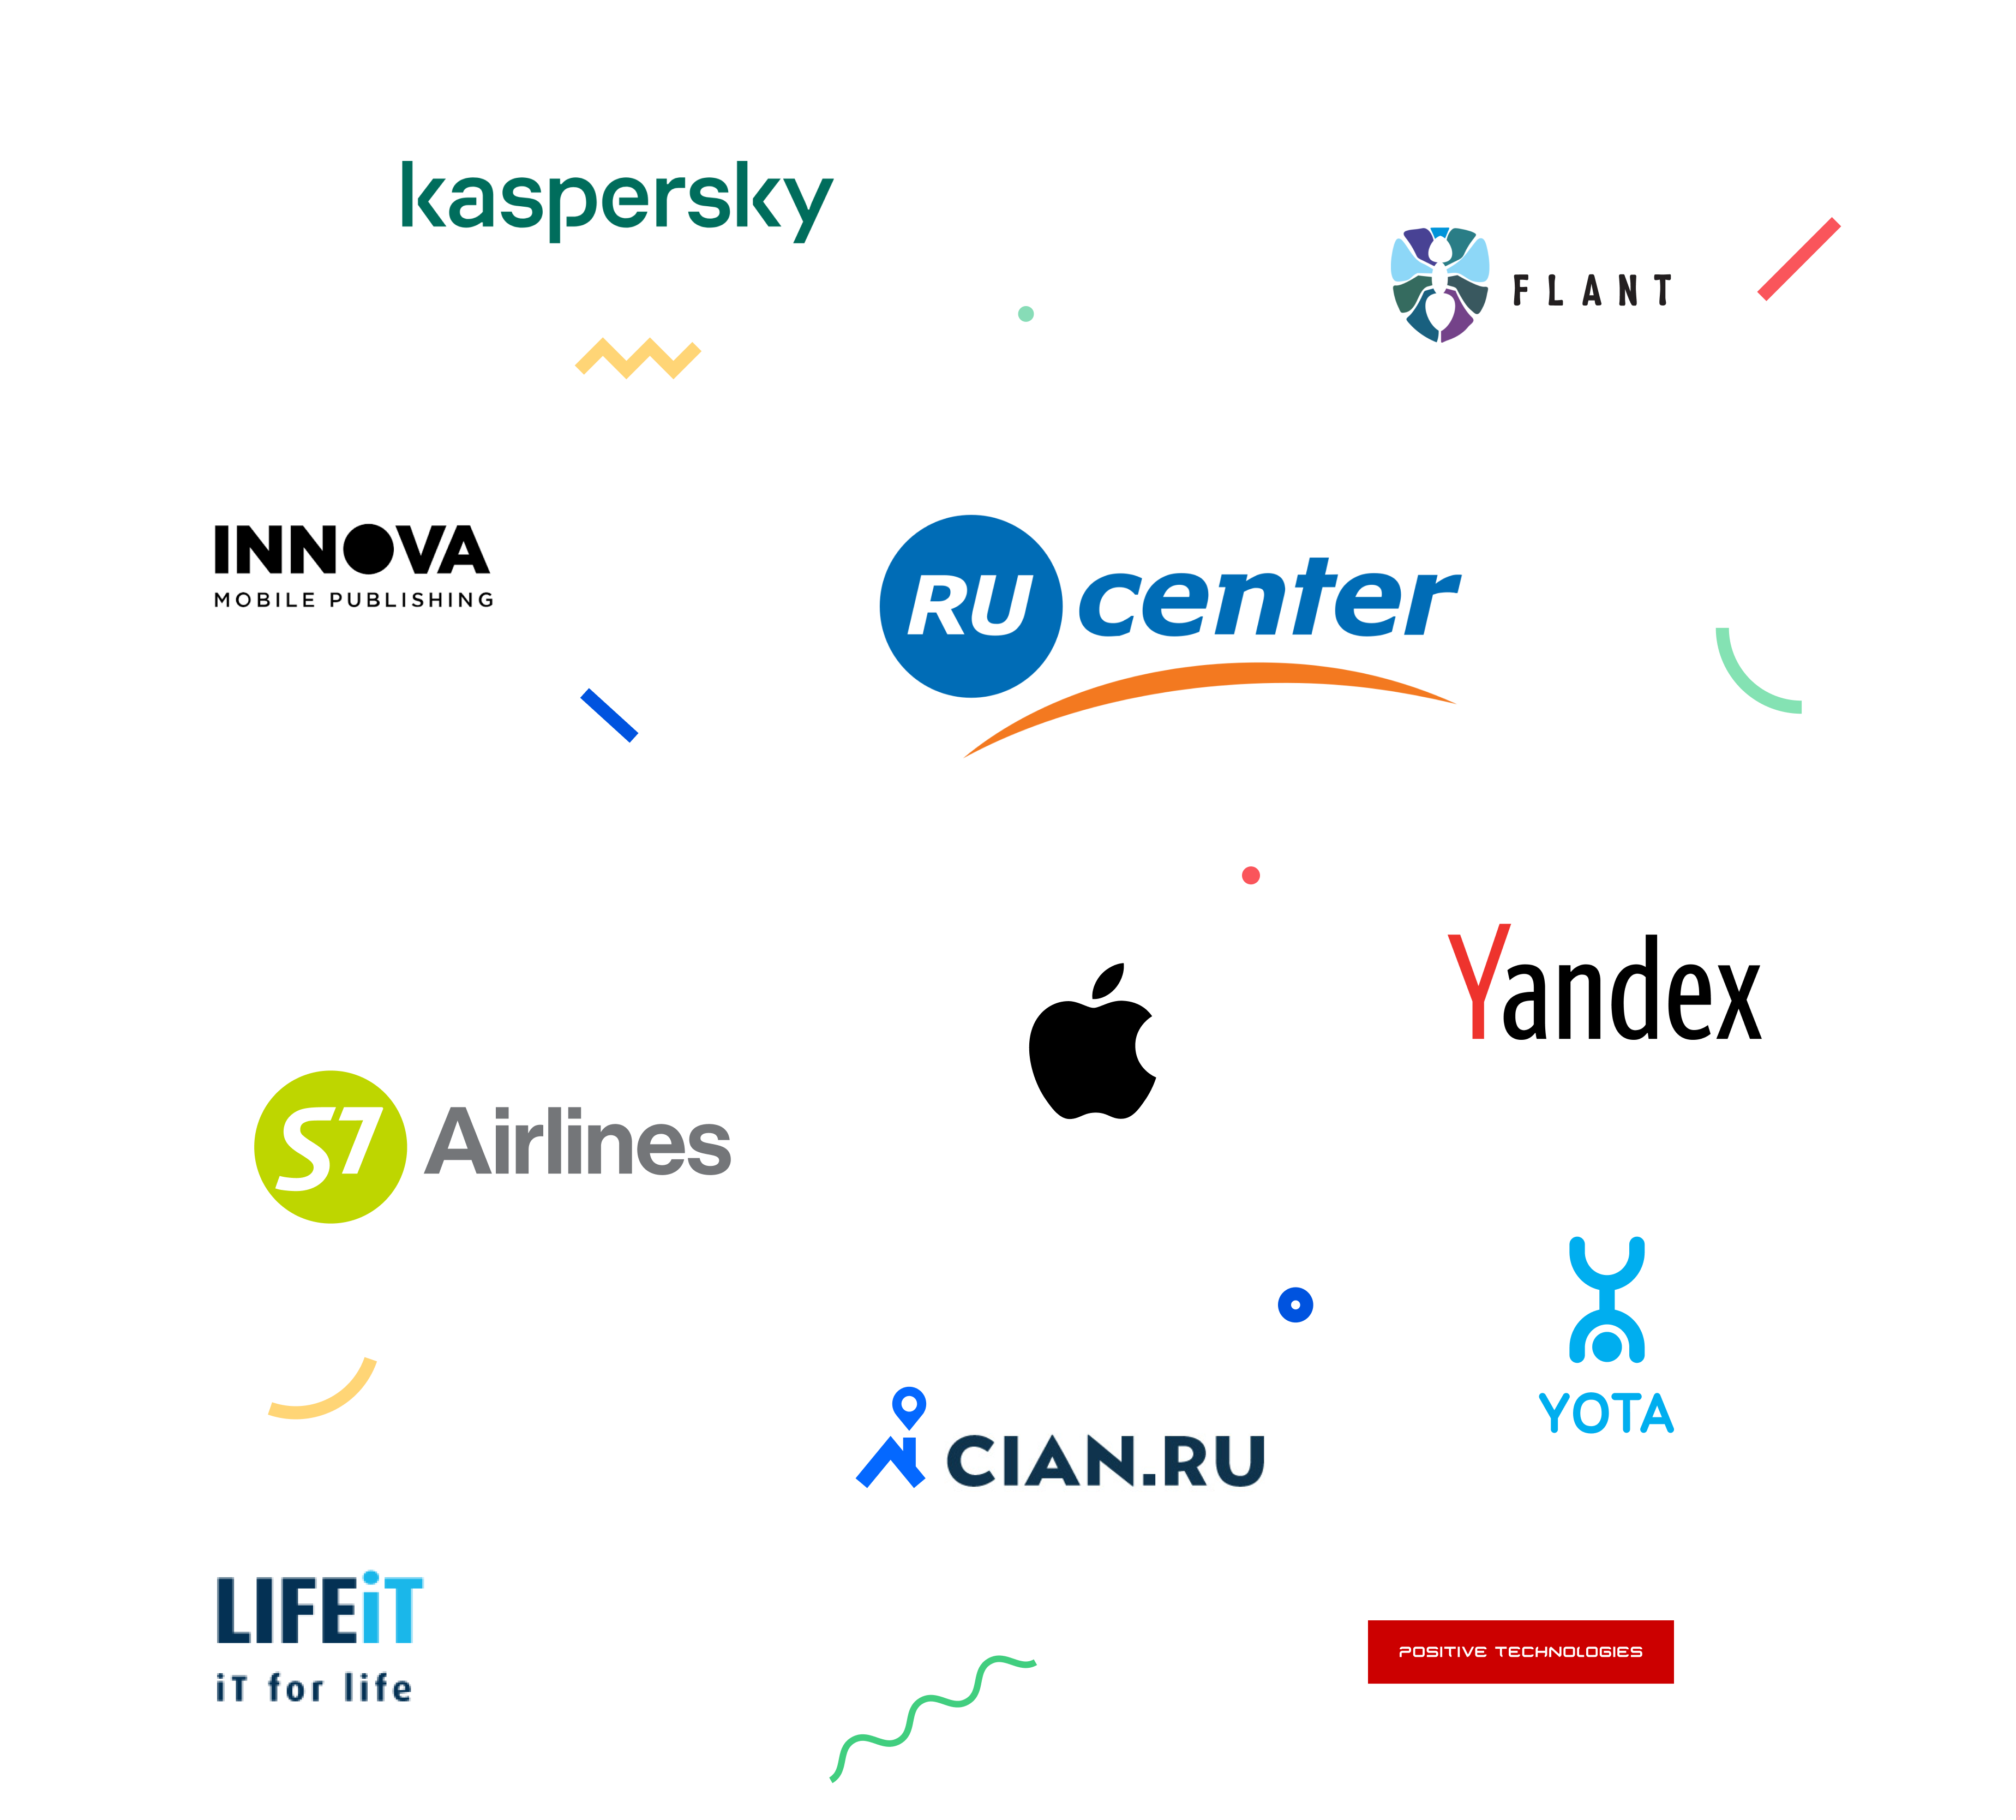 kaspersky
FLANT
INNOVA
MOBILE PUBLISHING
RU center
Yandex
S7 Airlines
YOTA
CIAN.RU
LIFEiT
iT for life
POSITIVE TECHNOLOGIES